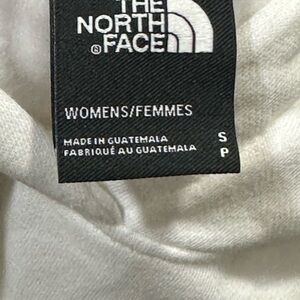 THE
NORTH
FACE
WOMENS/FEMMES
MADE IN GUATEMALA S
FABRIQUÉ AU GUATEMALA P